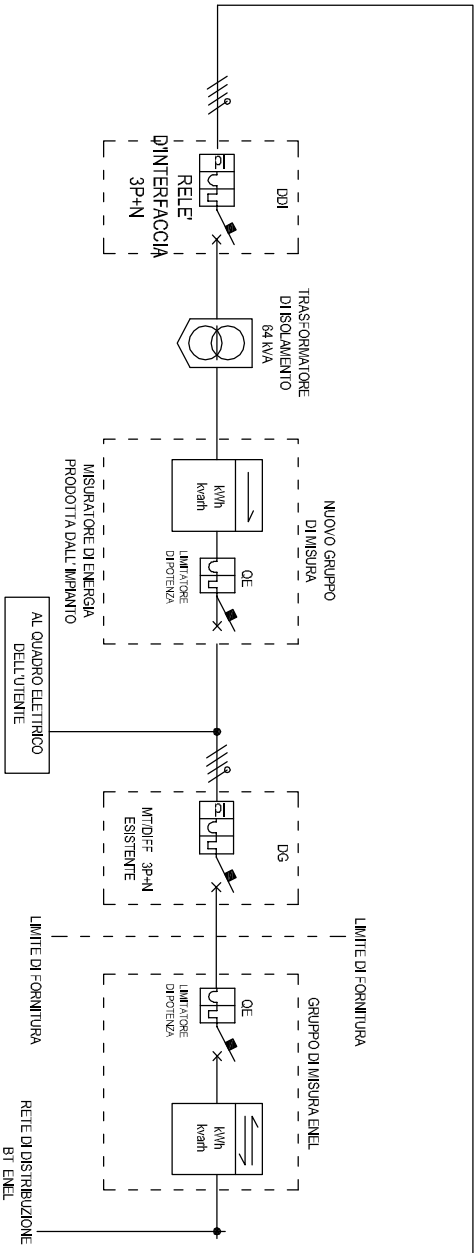 DDI
Id
RELE'
D'INTERFACCIA
3P+N
TRASFORMATORE
DI ISOLAMENTO
64 kVA
NUOVO GRUPPO
DI MISURA
kWh
kvarh
QE
LIMITATORE
DI POTENZA
MISURATORE DI ENERGIA
PRODOTTA DALL' IMPIANTO
AL QUADRO ELETTRICO
DELL'UTENTE
DG
Id
MT/DIFF 3P+N
ESISTENTE
LIMITE DI FORNITURA
LIMITE DI FORNITURA
GRUPPO DI MISURA ENEL
QE
LIMITATORE
DI POTENZA
kWh
kvarh
RETE DI DISTRIBUZIONE
BT ENEL